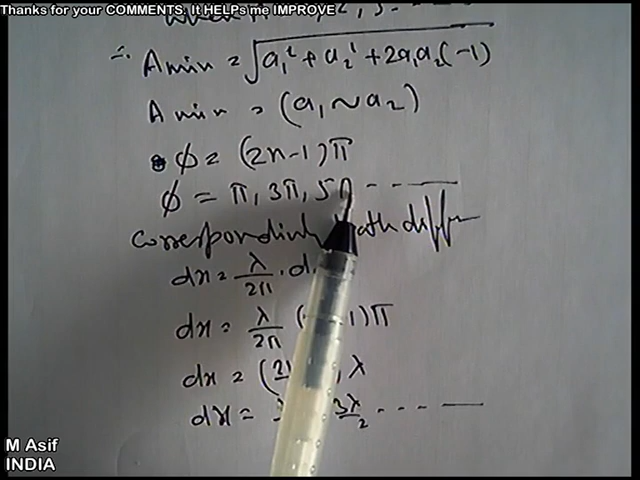 Thanks for your COMMENTS. It HELPs me IMPROVE
∴ Amin = √a₁² + a₂² + 2a₁a₂(-1)
Amin = (a₁ ~ a₂)
φ = (2n-1)π
φ = π, 3π, 5π - - -
corresponding path
dx = λ/2π . d
dx = λ/2π ( 1)π
dx = (2 λ
dx = 3λ/2 - - - -
M Asif
INDIA